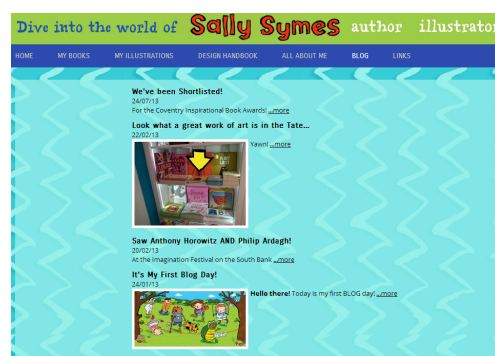 Dive into the world of Sally Symes author illustrator
HOME MY BOOKS MY ILLUSTRATIONS DESIGN HANDBOOK ALL ABOUT ME BLOG LINKS
We've been Shortlisted!
24/07/13
For the Coventry Inspirational Book Awards! ...more
Look what a great work of art is in the Tate...
22/02/13
Yawn! ...more
Saw Anthony Horowitz AND Philip Ardagh!
20/02/13
At the Imagination Festival on the South Bank ...more
It's My First Blog Day!
24/01/13
Hello there! Today is my first BLOG day! ...more